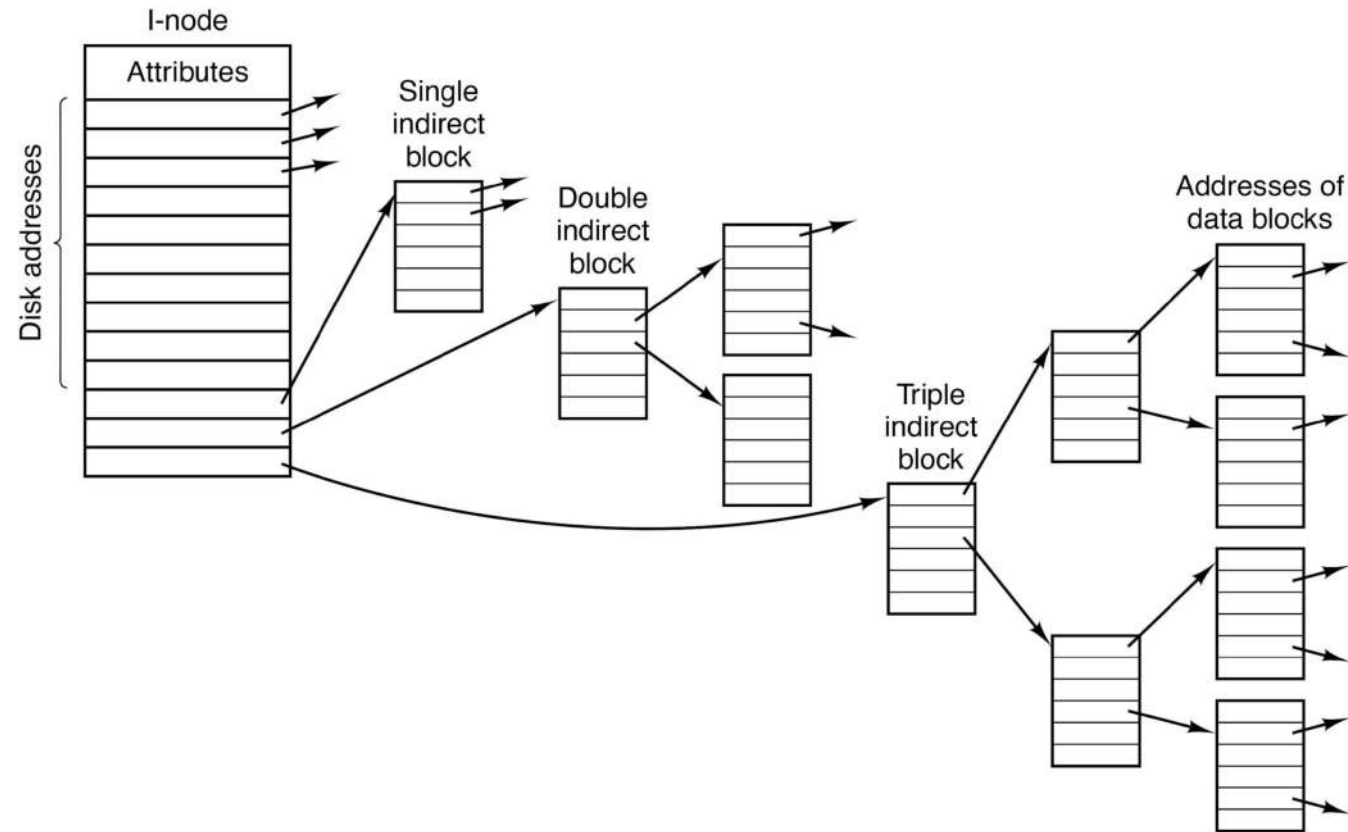 I-node
Attributes
Disk addresses
Single
indirect
block
Double
indirect
block
Triple
indirect
block
Addresses of
data blocks